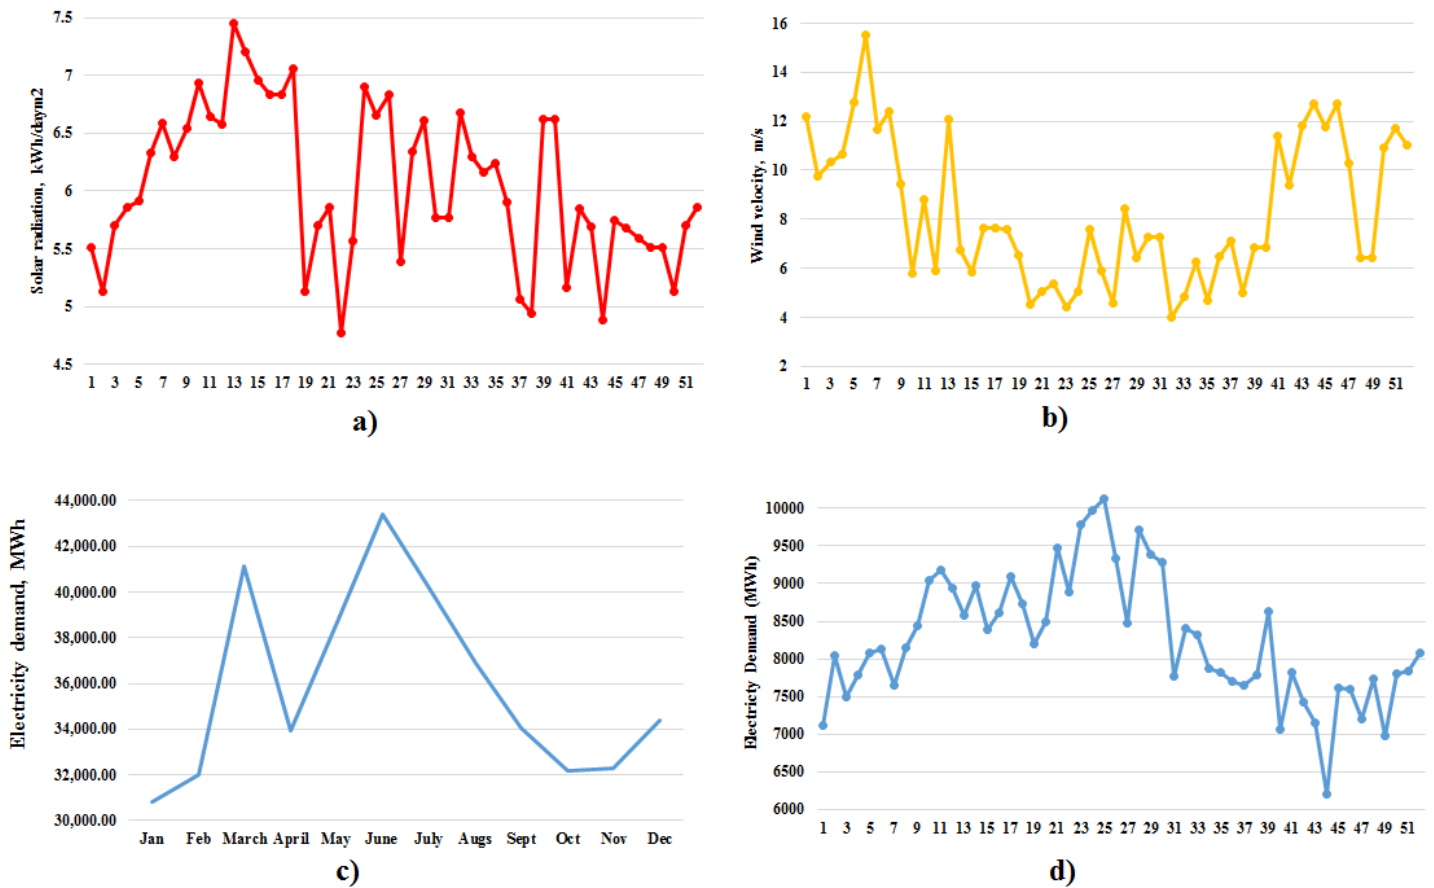 7.5
7
6.5
6
5.5
5
4.5
Solar radiation, kWh/daym2
1 3 5 7 9 11 13 15 17 19 21 23 25 27 29 31 33 35 37 39 41 43 45 47 49 51
a)
16
14
12
10
8
6
4
2
Wind velocity, m/s
1 3 5 7 9 11 13 15 17 19 21 23 25 27 29 31 33 35 37 39 41 43 45 47 49 51
b)
44,000.00
42,000.00
40,000.00
38,000.00
36,000.00
34,000.00
32,000.00
30,000.00
Electricity demand, MWh
Jan Feb March April May June July Augs Sept Oct Nov Dec
c)
10000
9500
9000
8500
8000
7500
7000
6500
6000
Electricty Demand (MWh)
1 3 5 7 9 11 13 15 17 19 21 23 25 27 29 31 33 35 37 39 41 43 45 47 49 51
d)